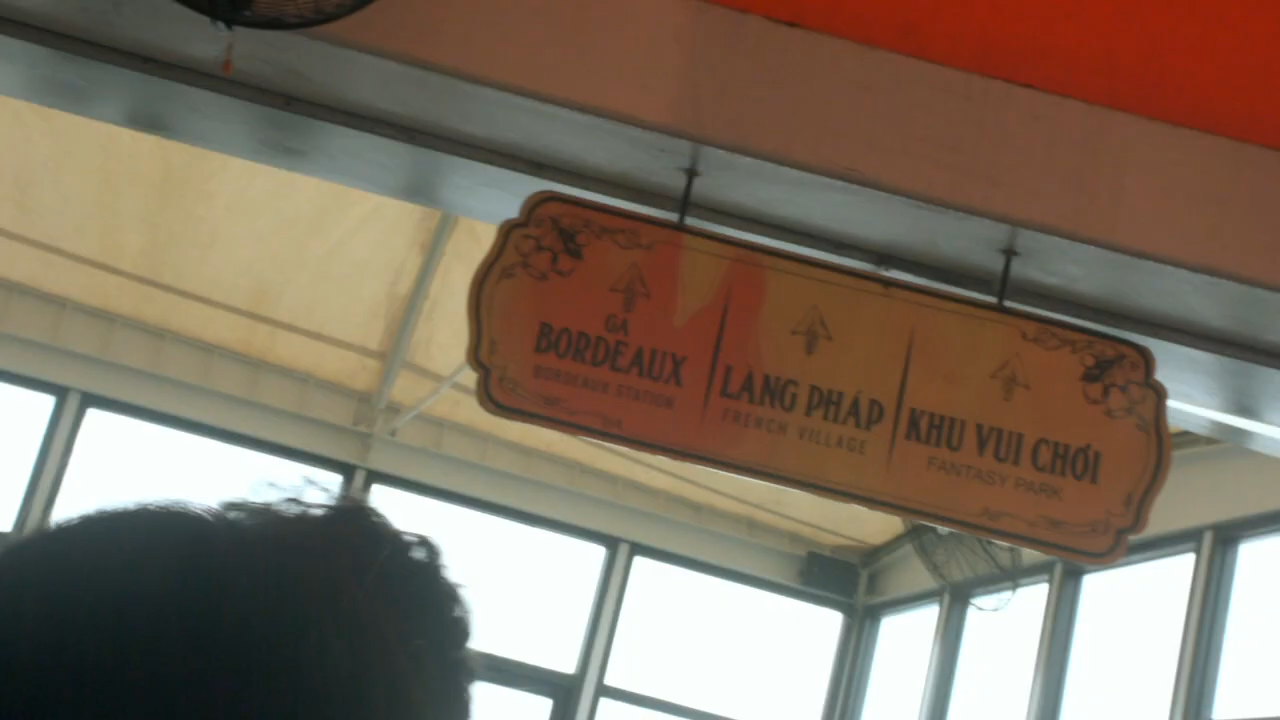 GA
BORDEAUX
BORDEAUX STATION
LÀNG PHÁP
FRENCH VILLAGE
KHU VUI CHƠI
FANTASY PARK